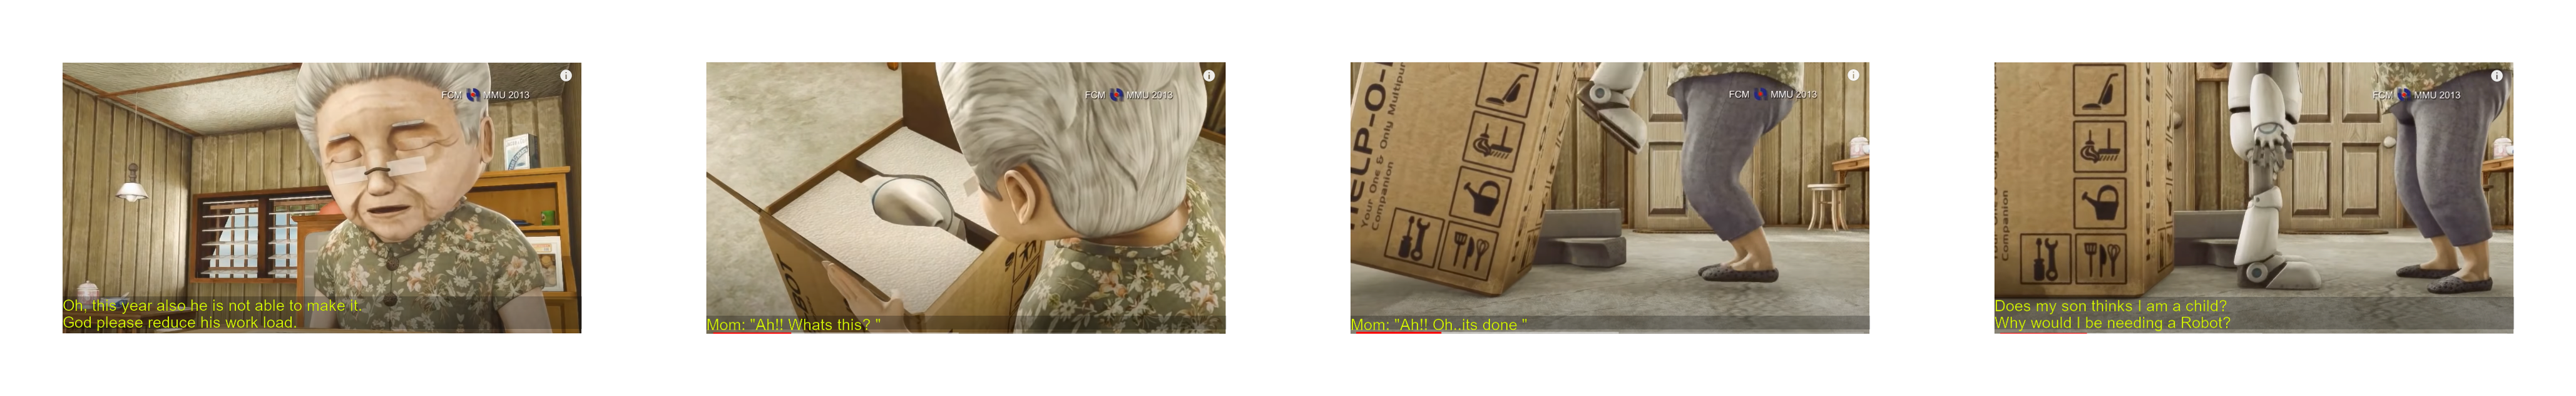 FCM MMU 2013
Oh, this year also he is not able to make it.
God please reduce his work load.
FCM MMU 2013
Mom: "Ah!! Whats this? "
FCM MMU 2013
HELP-O-
Your One & Only Multipur
Companion
Mom: "Ah!! Oh..its done "
FCM MMU 2013
Companion
Does my son thinks I am a child?
Why would I be needing a Robot?